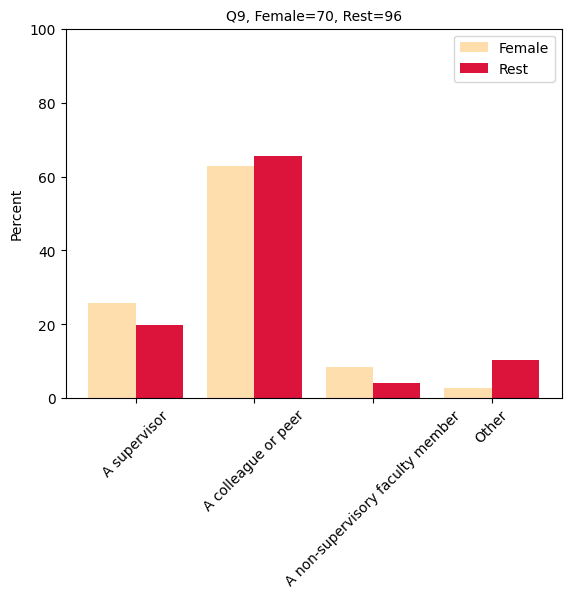 Q9, Female=70, Rest=96
Female
Rest
Percent
100
80
60
40
20
0
A supervisor
A colleague or peer
A non-supervisory faculty member
Other